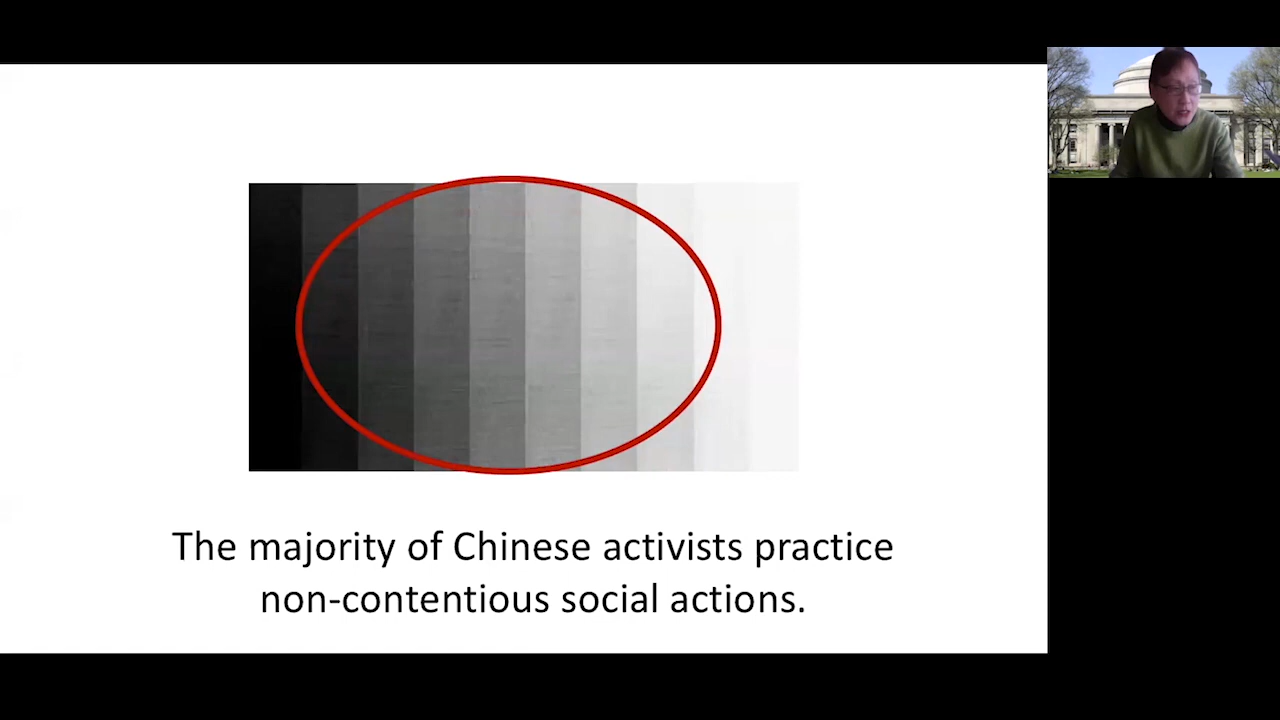 The majority of Chinese activists practice
non-contentious social actions.